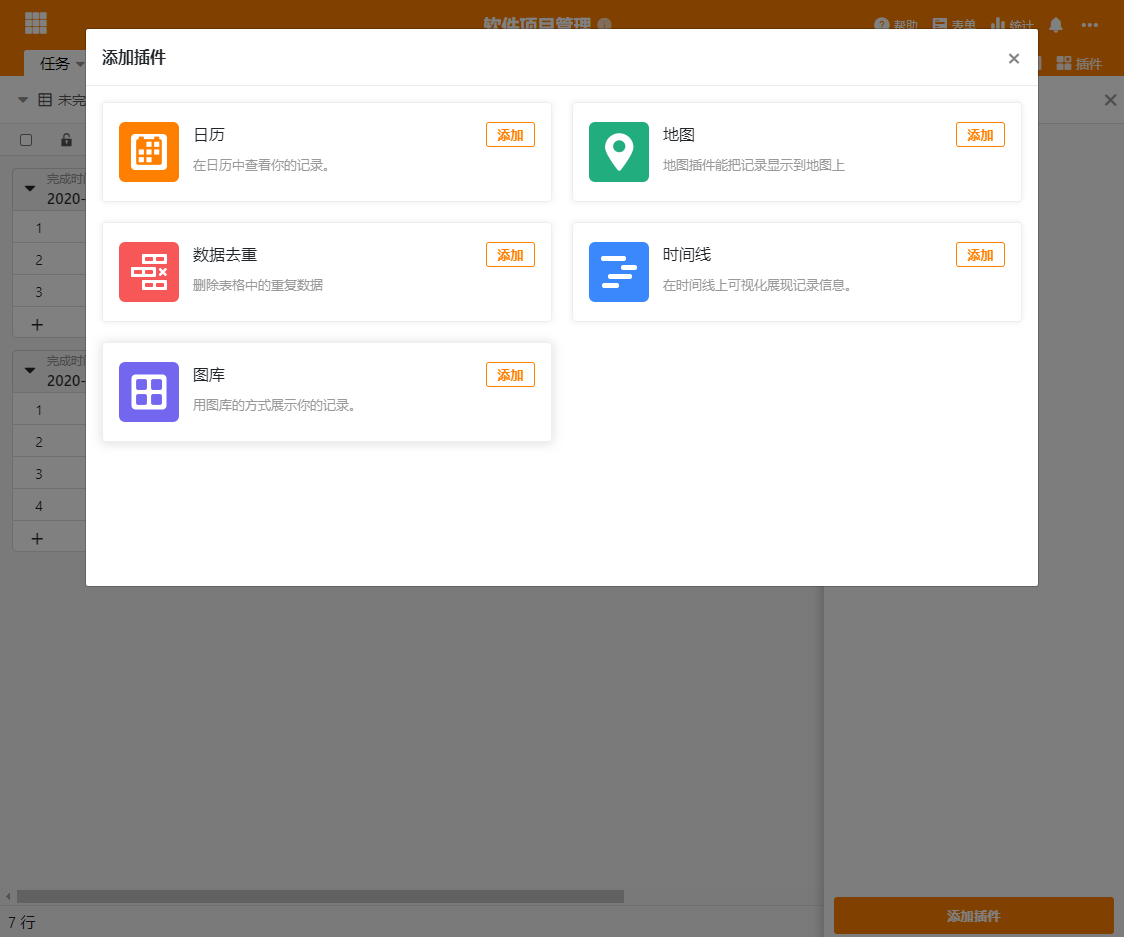 软件项目管理
帮助
表单
统计
任务
插件
未完
添加插件
日历
添加
在日历中查看你的记录。
地图
添加
地图插件能把记录显示到地图上
数据去重
添加
删除表格中的重复数据
时间线
添加
在时间线上可视化展现记录信息。
图库
添加
用图库的方式展示你的记录。
完成时间
2020-
1
2
3
完成时间
2020-
1
2
3
4
7 行
添加插件